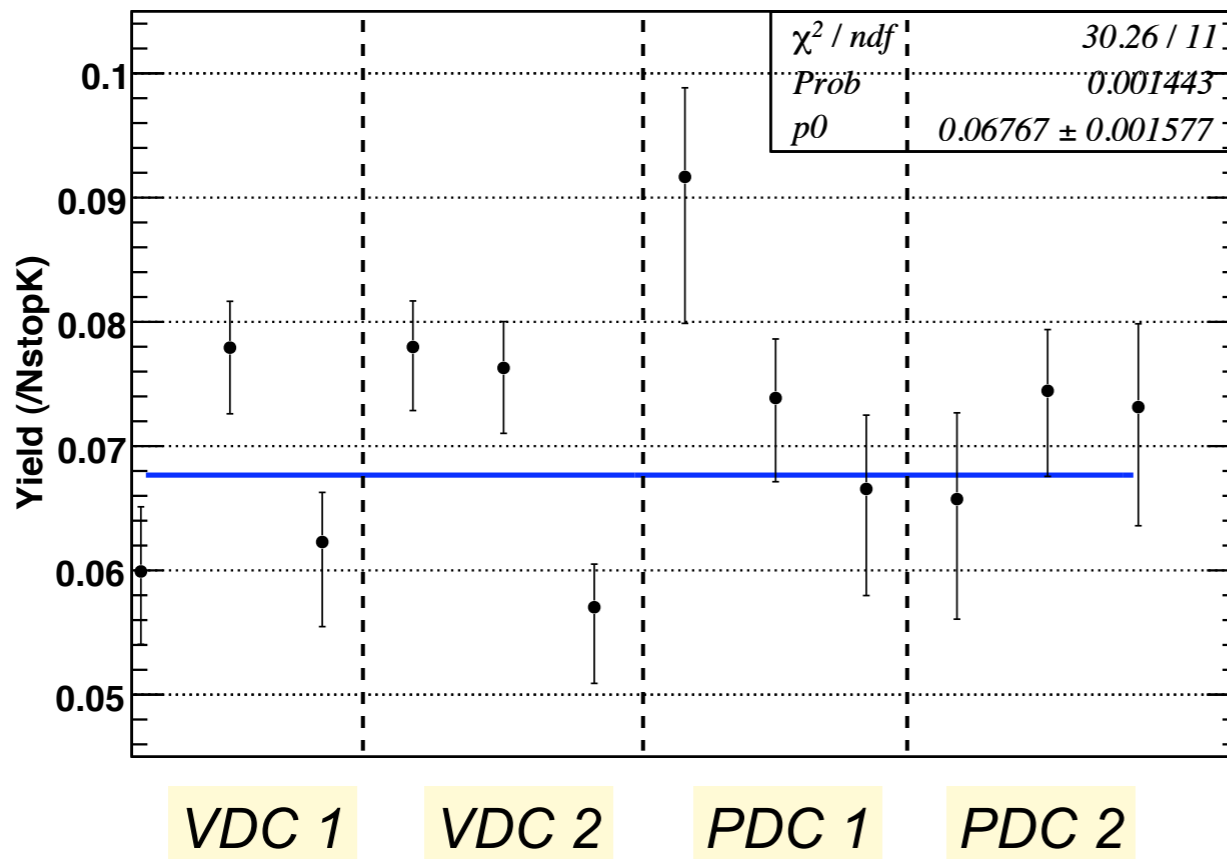 χ² / ndf 30.26 / 11
Prob 0.001443
p0 0.06767 ± 0.001577
0.1
0.09
0.08
0.07
0.06
0.05
Yield (/NstopK)
VDC 1 VDC 2 PDC 1 PDC 2